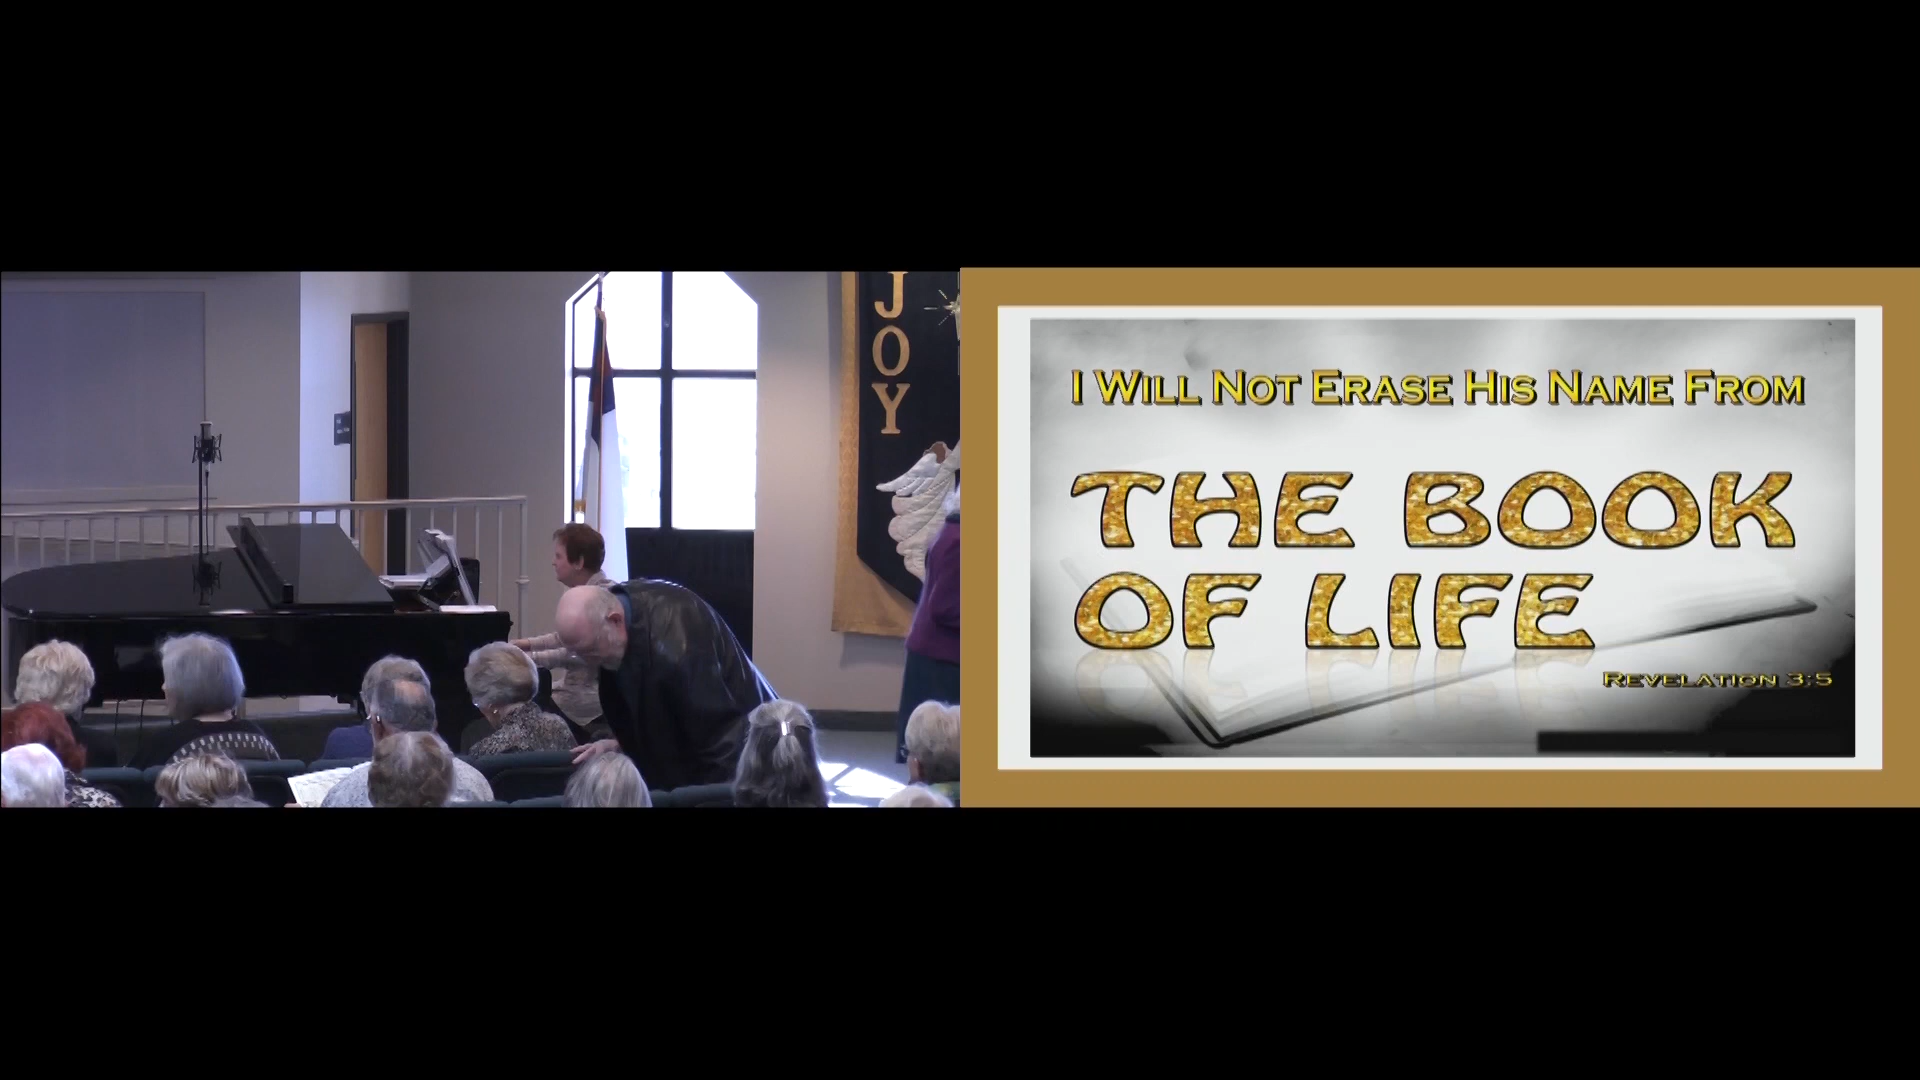 JOY
I Will Not Erase His Name From
THE BOOK
OF LIFE
Revelation 3:5